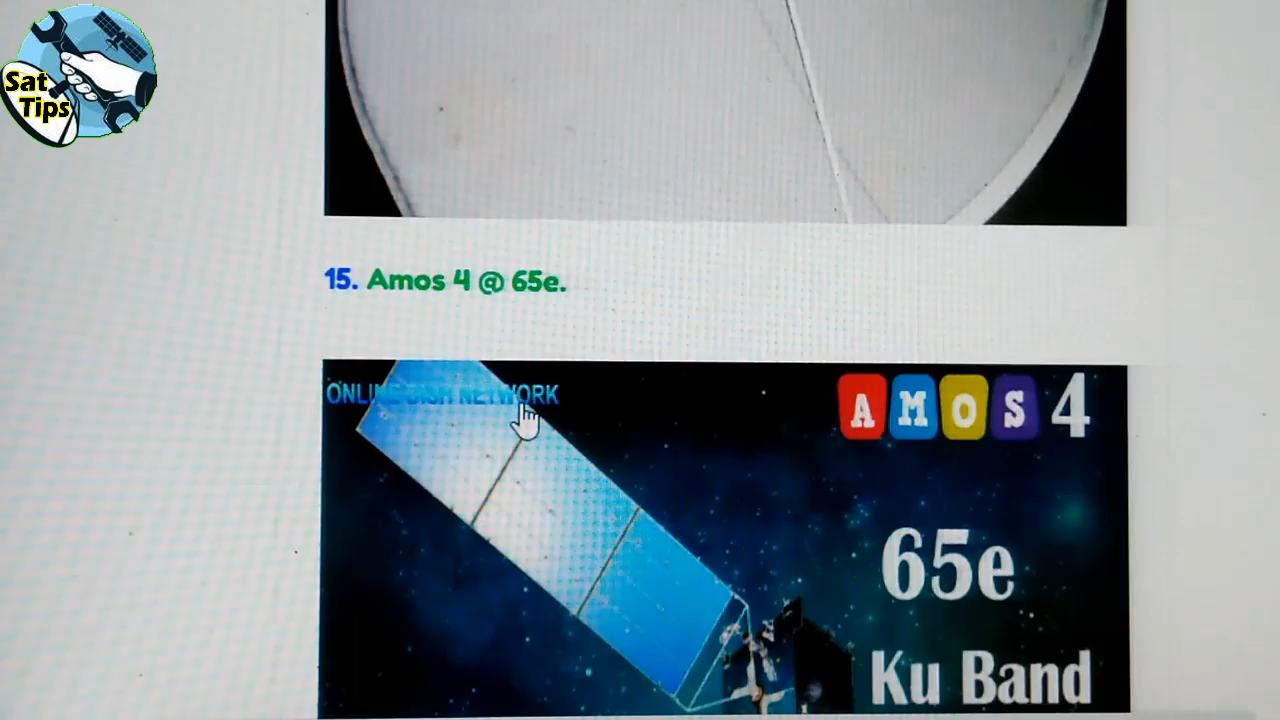 Sat
Tips
15. Amos 4 @ 65e.
ONLINE DISH NETWORK
AMOS 4
65e
Ku Band